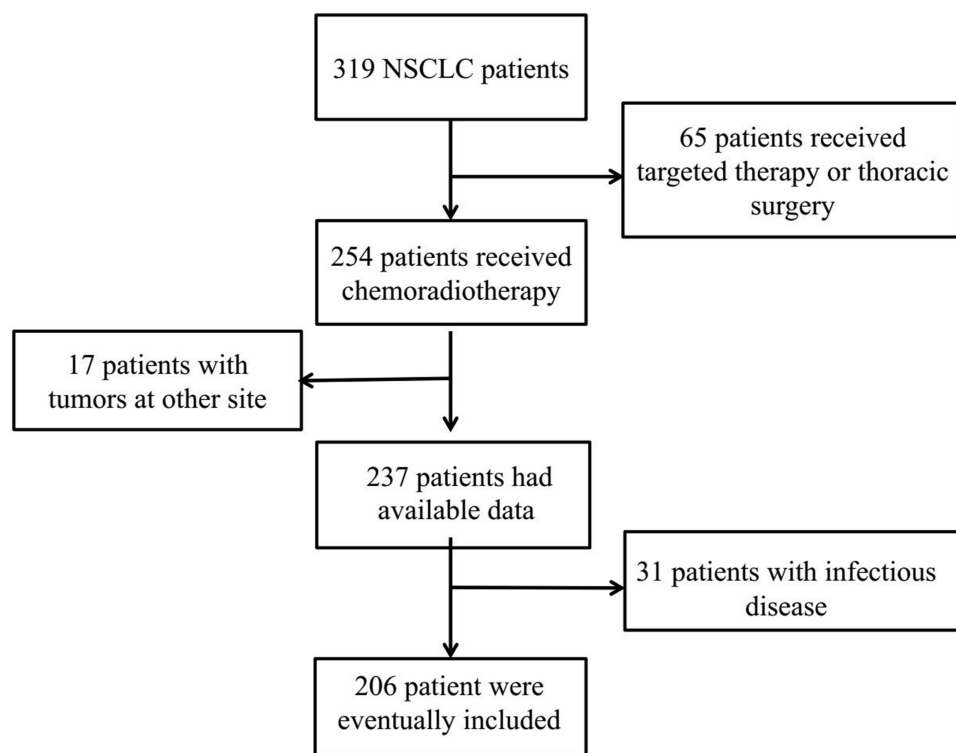 319 NSCLC patients
65 patients received
targeted therapy or thoracic
surgery
254 patients received
chemoradiotherapy
17 patients with
tumors at other site
237 patients had
available data
31 patients with infectious
disease
206 patient were
eventually included